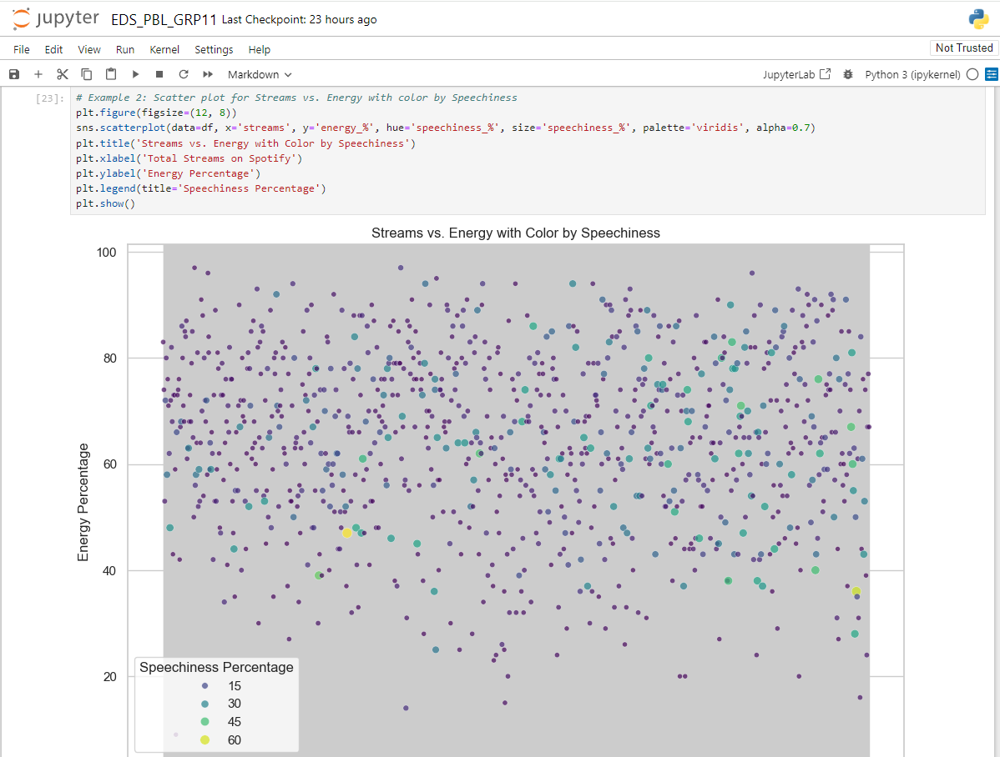 jupyter EDS_PBL_GRP11 Last Checkpoint: 23 hours ago
File Edit View Run Kernel Settings Help
Not Trusted
Markdown
JupyterLab
Python 3 (ipykernel)
[23]:
# Example 2: Scatter plot for Streams vs. Energy with color by Speechiness
plt.figure(figsize=(12, 8))
sns.scatterplot(data=df, x='streams', y='energy_%', hue='speechiness_%', size='speechiness_%', palette='viridis', alpha=0.7)
plt.title('Streams vs. Energy with Color by Speechiness')
plt.xlabel('Total Streams on Spotify')
plt.ylabel('Energy Percentage')
plt.legend(title='Speechiness Percentage')
plt.show()
Streams vs. Energy with Color by Speechiness
100
80
60
40
20
Energy Percentage
Speechiness Percentage
15
30
45
60